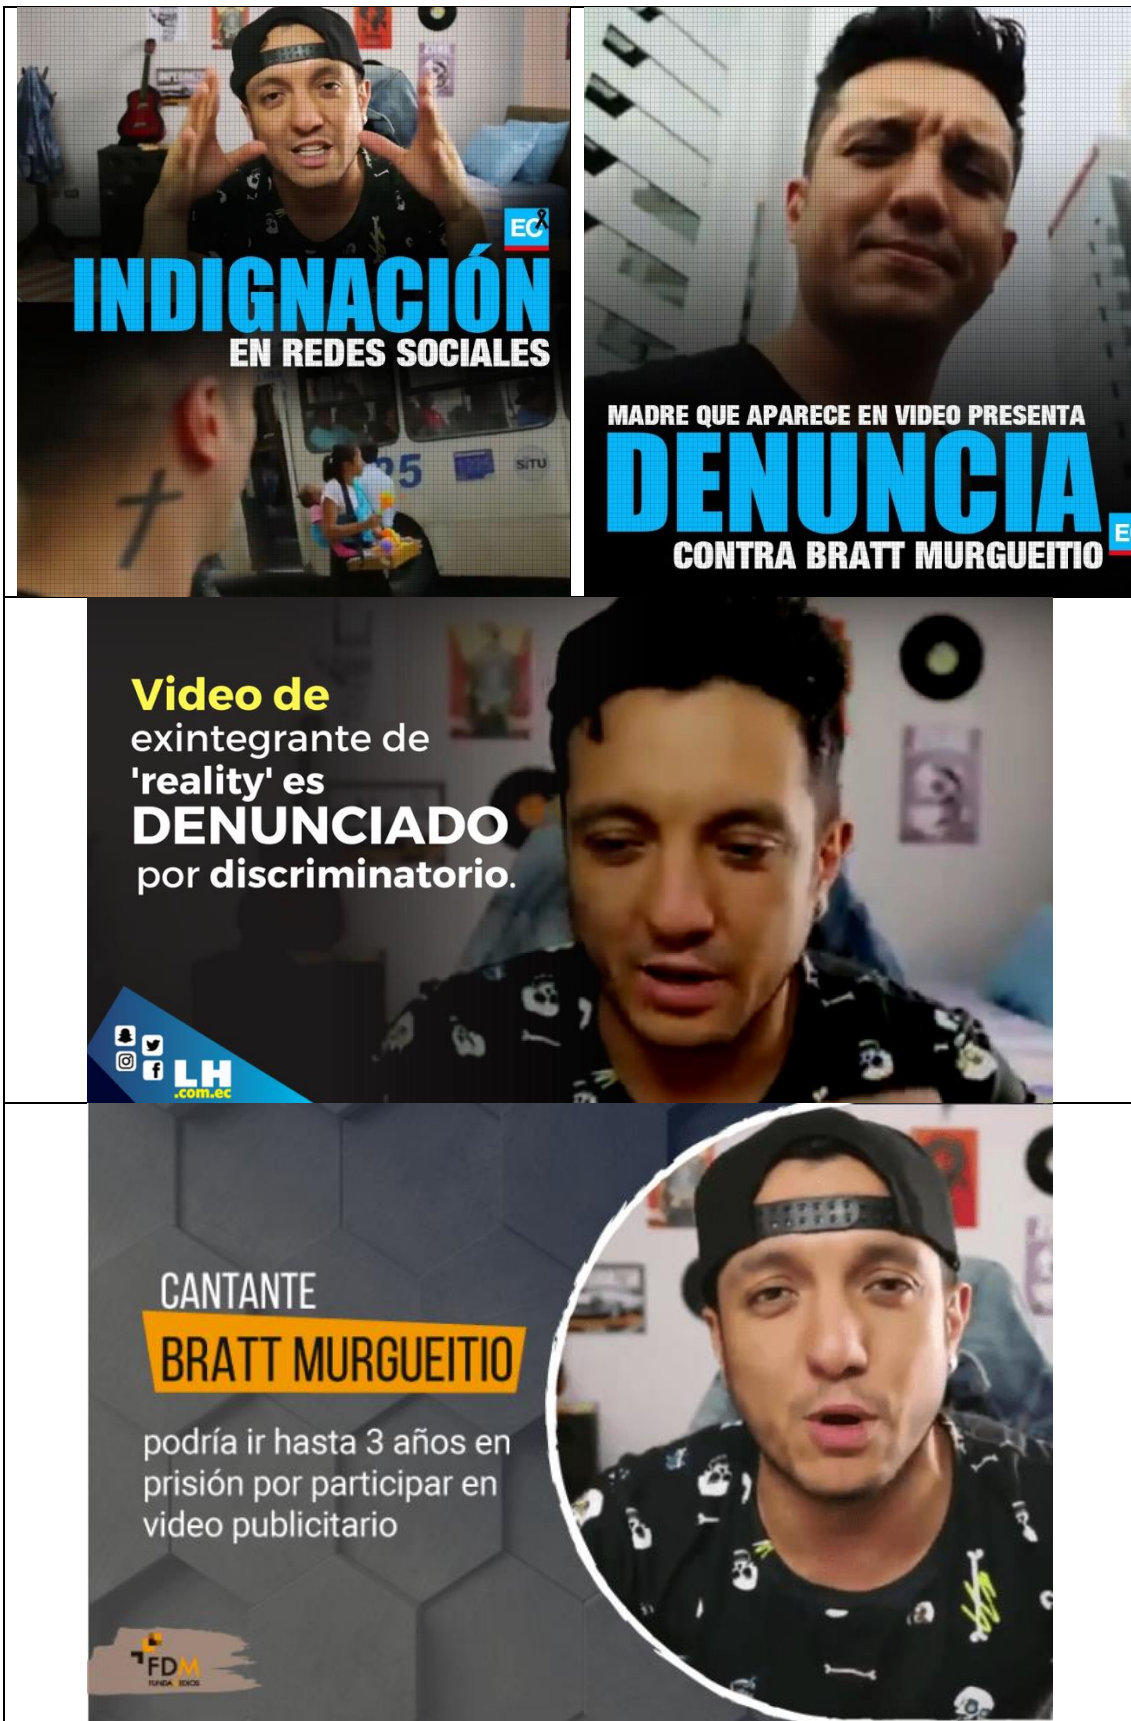 EC
INDIGNACIÓN
EN REDES SOCIALES
25
SITU
MADRE QUE APARECE EN VIDEO PRESENTA
DENUNCIA
CONTRA BRATT MURGUEITIO
Video de
exintegrante de
'reality' es
DENUNCIADO
por discriminatorio.
LH
.com.ec
CANTANTE
BRATT MURGUEITIO
podría ir hasta 3 años en
prisión por participar en
video publicitario
FDM
FUNDAMEDIOS